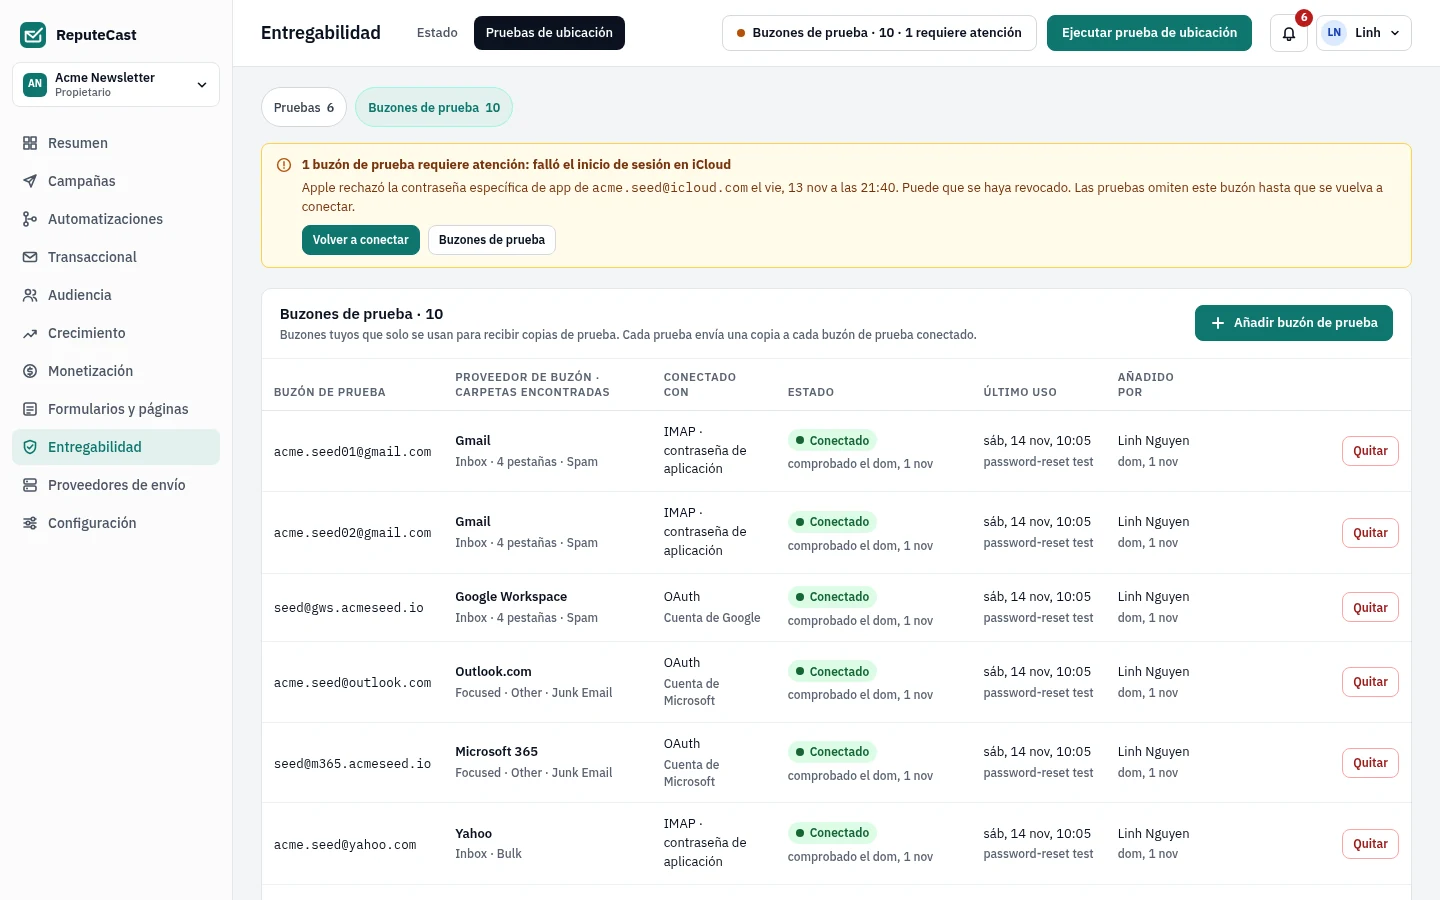 ReputeCast
AN
Acme Newsletter
Propietario
Resumen
Campañas
Automatizaciones
Transaccional
Audiencia
Crecimiento
Monetización
Formularios y páginas
Entregabilidad
Proveedores de envío
Configuración
Entregabilidad
Estado
Pruebas de ubicación
Buzones de prueba · 10 · 1 requiere atención
Ejecutar prueba de ubicación
6
LN
Linh
Pruebas 6
Buzones de prueba 10
1 buzón de prueba requiere atención: falló el inicio de sesión en iCloud
Apple rechazó la contraseña específica de app de acme.seed@icloud.com el vie, 13 nov a las 21:40. Puede que se haya revocado. Las pruebas omiten este buzón hasta que se vuelva a
conectar.
Volver a conectar
Buzones de prueba
Buzones de prueba · 10
Buzones tuyos que solo se usan para recibir copias de prueba. Cada prueba envía una copia a cada buzón de prueba conectado.
Añadir buzón de prueba
BUZÓN DE PRUEBA
PROVEEDOR DE BUZÓN ·
CARPETAS ENCONTRADAS
CONECTADO
CON
ESTADO
ÚLTIMO USO
AÑADIDO
POR
acme.seed01@gmail.com
Gmail
Inbox · 4 pestañas · Spam
IMAP ·
contraseña de
aplicación
Conectado
comprobado el dom, 1 nov
sáb, 14 nov, 10:05
password-reset test
Linh Nguyen
dom, 1 nov
Quitar
acme.seed02@gmail.com
Gmail
Inbox · 4 pestañas · Spam
IMAP ·
contraseña de
aplicación
Conectado
comprobado el dom, 1 nov
sáb, 14 nov, 10:05
password-reset test
Linh Nguyen
dom, 1 nov
Quitar
seed@gws.acmeseed.io
Google Workspace
Inbox · 4 pestañas · Spam
OAuth
Cuenta de Google
Conectado
comprobado el dom, 1 nov
sáb, 14 nov, 10:05
password-reset test
Linh Nguyen
dom, 1 nov
Quitar
acme.seed@outlook.com
Outlook.com
Focused · Other · Junk Email
OAuth
Cuenta de
Microsoft
Conectado
comprobado el dom, 1 nov
sáb, 14 nov, 10:05
password-reset test
Linh Nguyen
dom, 1 nov
Quitar
seed@m365.acmeseed.io
Microsoft 365
Focused · Other · Junk Email
OAuth
Cuenta de
Microsoft
Conectado
comprobado el dom, 1 nov
sáb, 14 nov, 10:05
password-reset test
Linh Nguyen
dom, 1 nov
Quitar
acme.seed@yahoo.com
Yahoo
Inbox · Bulk
IMAP ·
contraseña de
aplicación
Conectado
comprobado el dom, 1 nov
sáb, 14 nov, 10:05
password-reset test
Linh Nguyen
dom, 1 nov
Quitar